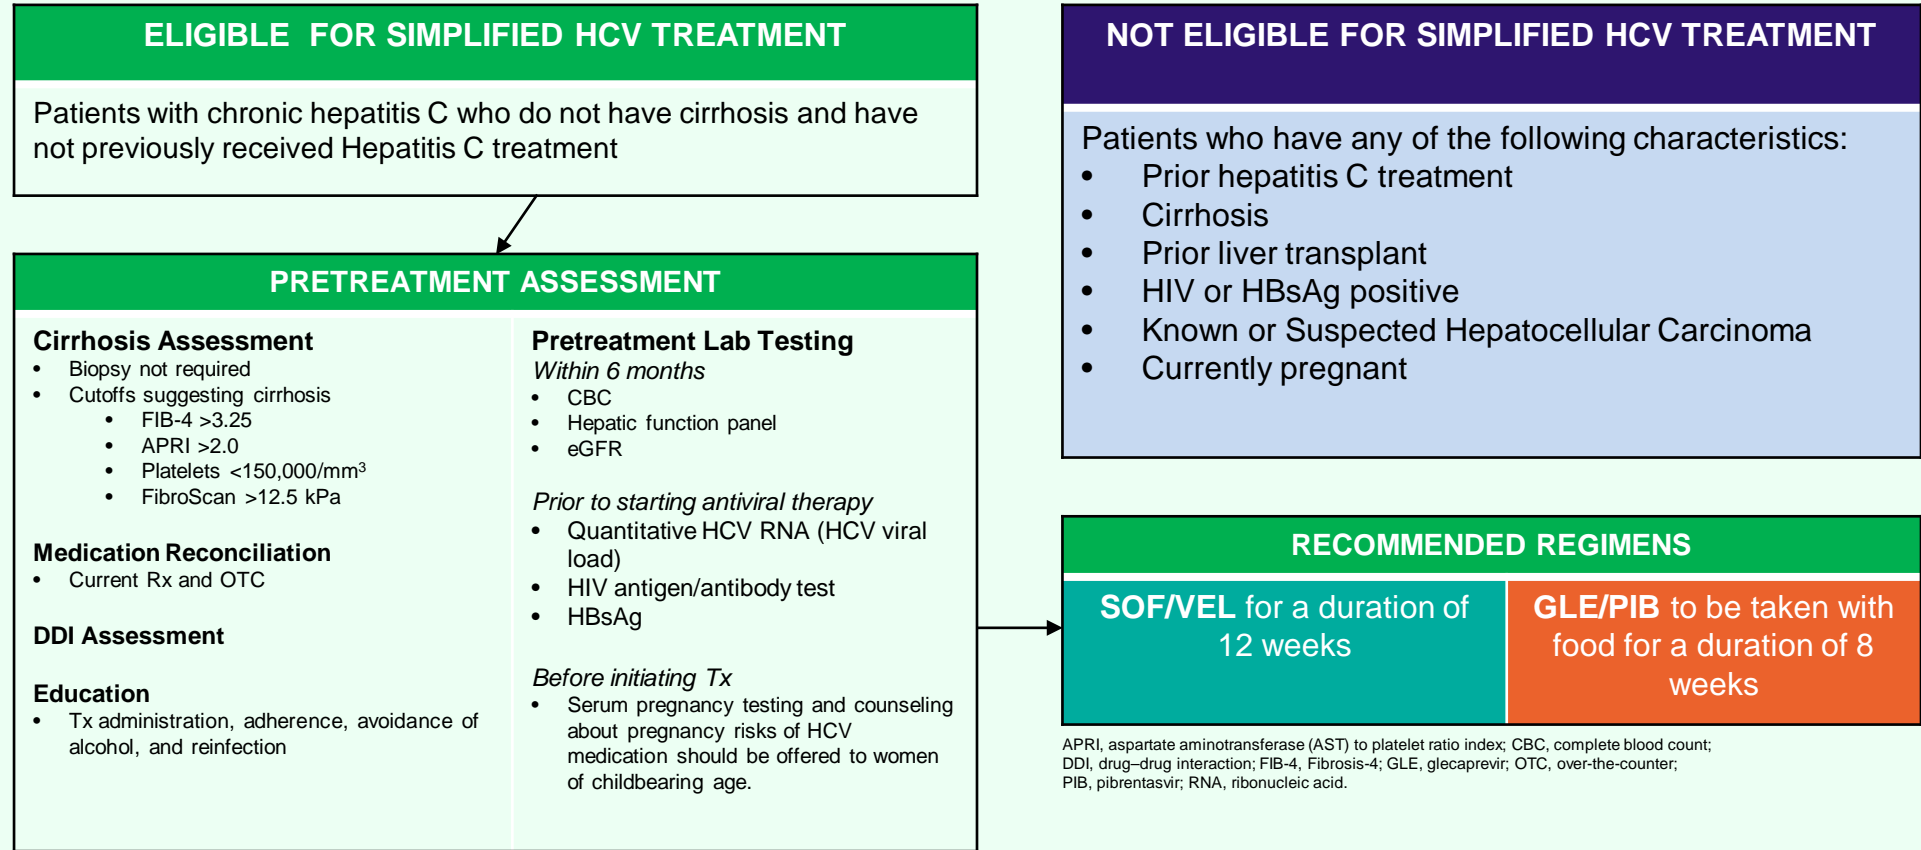 ELIGIBLE FOR SIMPLIFIED HCV TREATMENT
Patients with chronic hepatitis C who do not have cirrhosis and have
not previously received Hepatitis C treatment
PRETREATMENT ASSESSMENT
Cirrhosis Assessment
• Biopsy not required
• Cutoffs suggesting cirrhosis
• FIB-4 >3.25
• APRI >2.0
• Platelets <150,000/mm³
• FibroScan >12.5 kPa
Medication Reconciliation
• Current Rx and OTC
DDI Assessment
Education
• Tx administration, adherence, avoidance of
alcohol, and reinfection
Pretreatment Lab Testing
Within 6 months
• CBC
• Hepatic function panel
• eGFR
Prior to starting antiviral therapy
• Quantitative HCV RNA (HCV viral
load)
• HIV antigen/antibody test
• HBsAg
Before initiating Tx
• Serum pregnancy testing and counseling
about pregnancy risks of HCV
medication should be offered to women
of childbearing age.
NOT ELIGIBLE FOR SIMPLIFIED HCV TREATMENT
Patients who have any of the following characteristics:
• Prior hepatitis C treatment
• Cirrhosis
• Prior liver transplant
• HIV or HBsAg positive
• Known or Suspected Hepatocellular Carcinoma
• Currently pregnant
RECOMMENDED REGIMENS
SOF/VEL for a duration of
12 weeks
GLE/PIB to be taken with
food for a duration of 8
weeks
APRI, aspartate aminotransferase (AST) to platelet ratio index; CBC, complete blood count;
DDI, drug–drug interaction; FIB-4, Fibrosis-4; GLE, glecaprevir; OTC, over-the-counter;
PIB, pibrentasvir; RNA, ribonucleic acid.